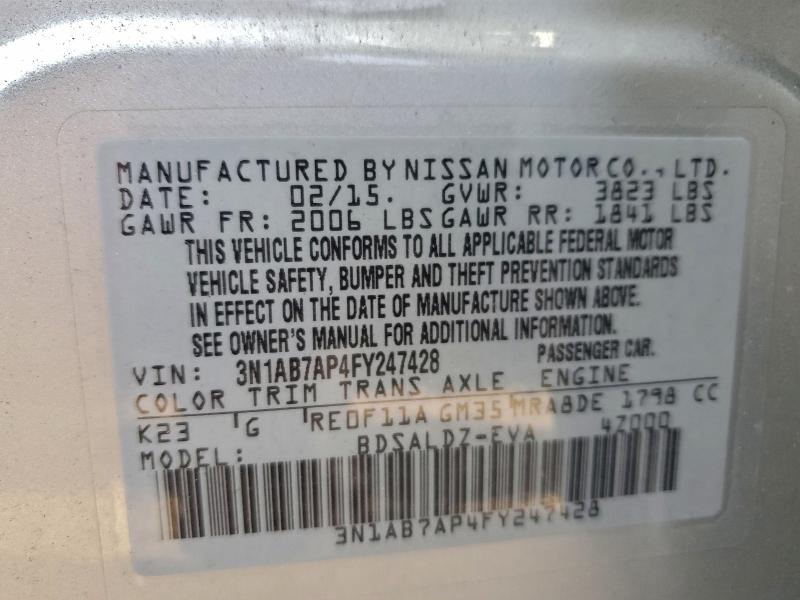 MANUFACTURED BY NISSAN MOTOR CO., LTD.
DATE: 02/15. GVWR: 3823 LBS
GAWR FR: 2006 LBS GAWR RR: 1841 LBS
THIS VEHICLE CONFORMS TO ALL APPLICABLE FEDERAL MOTOR
VEHICLE SAFETY, BUMPER AND THEFT PREVENTION STANDARDS
IN EFFECT ON THE DATE OF MANUFACTURE SHOWN ABOVE.
SEE OWNER'S MANUAL FOR ADDITIONAL INFORMATION.
VIN: 3N1AB7AP4FY247428 PASSENGER CAR.
COLOR TRIM TRANS AXLE ENGINE
K23 G RE0F11A GM35 MRA8DE 1798 CC
MODEL: BDSALDZ-EVA 4Z000
3N1AB7AP4FY247428